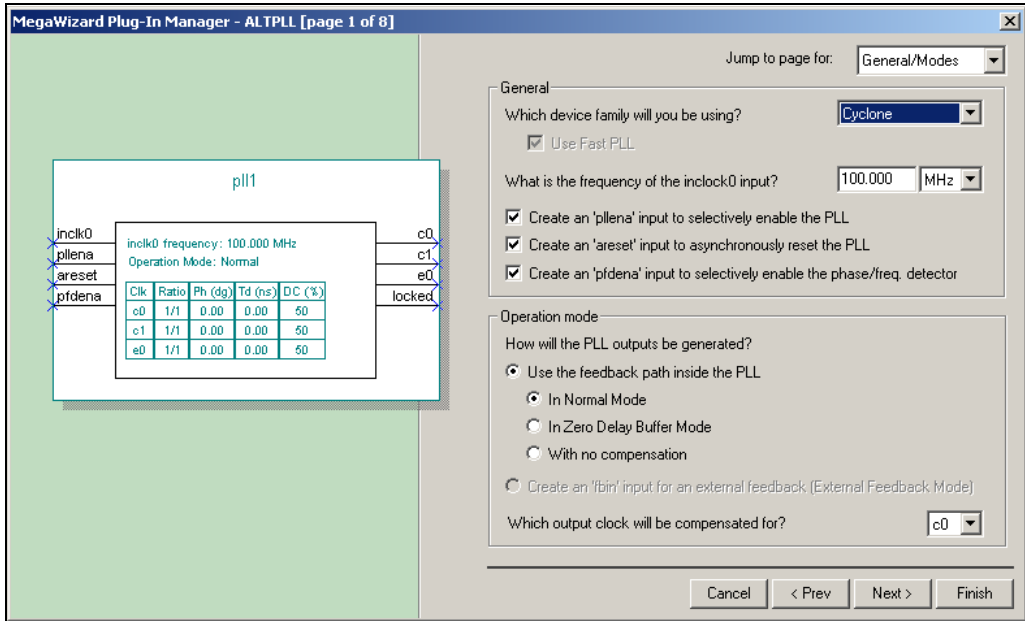 MegaWizard Plug-In Manager - ALTPLL [page 1 of 8]
Jump to page for: General/Modes
General
Which device family will you be using? Cyclone
Use Fast PLL
What is the frequency of the inclock0 input? 100.000 MHz
Create an 'pllena' input to selectively enable the PLL
Create an 'areset' input to asynchronously reset the PLL
Create an 'pfdena' input to selectively enable the phase/freq. detector
Operation mode
How will the PLL outputs be generated?
Use the feedback path inside the PLL
In Normal Mode
In Zero Delay Buffer Mode
With no compensation
Create an 'fbin' input for an external feedback (External Feedback Mode)
Which output clock will be compensated for? c0
Cancel < Prev Next > Finish
pll1
inclk0
pllena
areset
pfdena
inclk0 frequency: 100.000 MHz
Operation Mode: Normal
Clk Ratio Ph (dg) Td (ns) DC (%)
c0 1/1 0.00 0.00 50
c1 1/1 0.00 0.00 50
e0 1/1 0.00 0.00 50
c0
c1
e0
locked